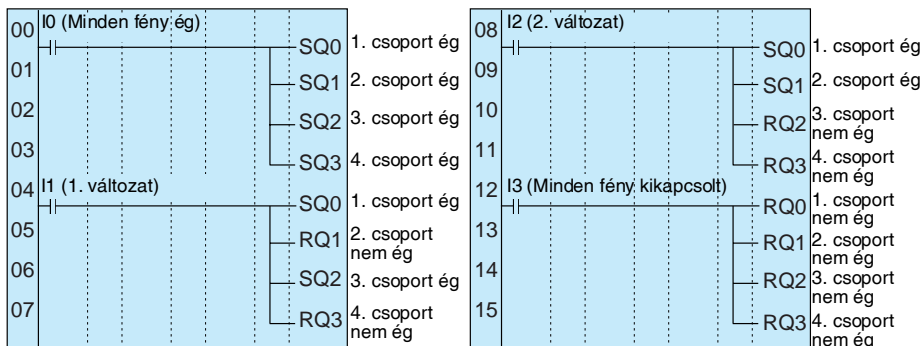 00 I0 (Minden fény ég)
SQ0 1. csoport ég
01 SQ1 2. csoport ég
02 SQ2 3. csoport ég
03 SQ3 4. csoport ég
04 I1 (1. változat)
SQ0 1. csoport ég
05 RQ1 2. csoport
nem ég
06 SQ2 3. csoport ég
07 RQ3 4. csoport
nem ég
08 I2 (2. változat)
SQ0 1. csoport ég
09 SQ1 2. csoport ég
10 RQ2 3. csoport
nem ég
11 RQ3 4. csoport
nem ég
12 I3 (Minden fény kikapcsolt)
RQ0 1. csoport
nem ég
13 RQ1 2. csoport
nem ég
14 RQ2 3. csoport
nem ég
15 RQ3 4. csoport
nem ég